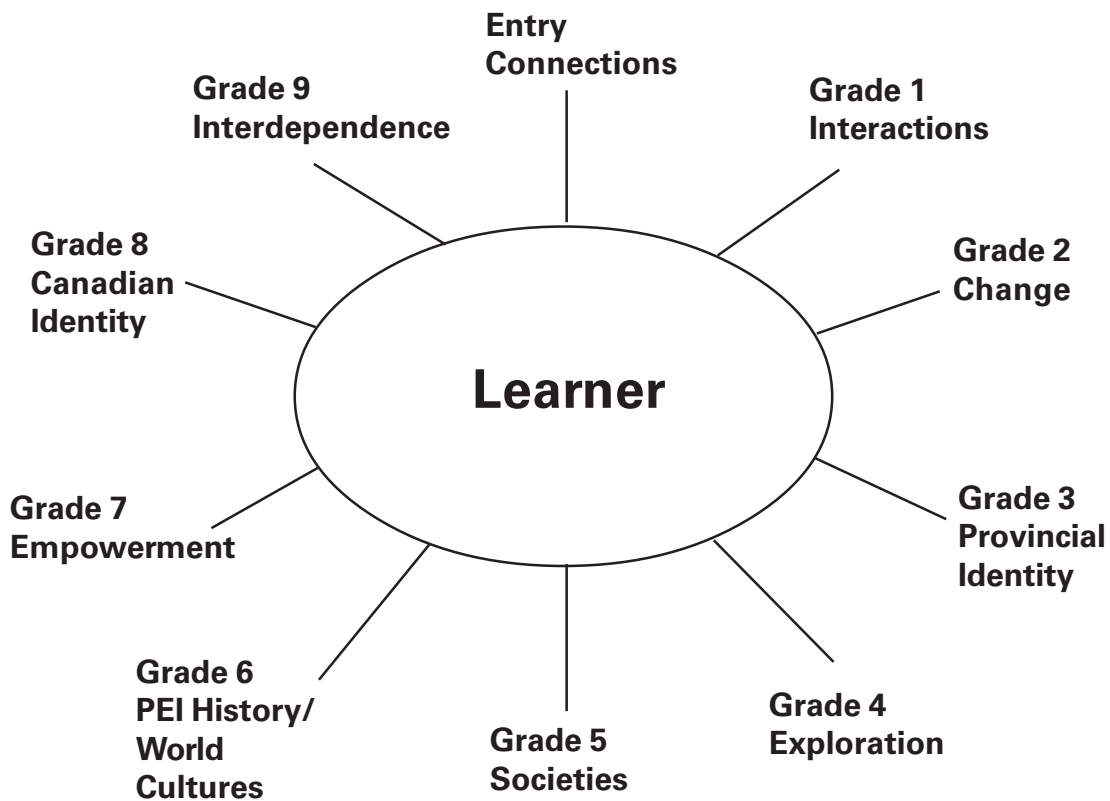 Entry
Connections
Grade 1
Interactions
Grade 2
Change
Grade 3
Provincial
Identity
Grade 4
Exploration
Grade 5
Societies
Grade 6
PEI History/
World
Cultures
Grade 7
Empowerment
Grade 8
Canadian
Identity
Grade 9
Interdependence
Learner